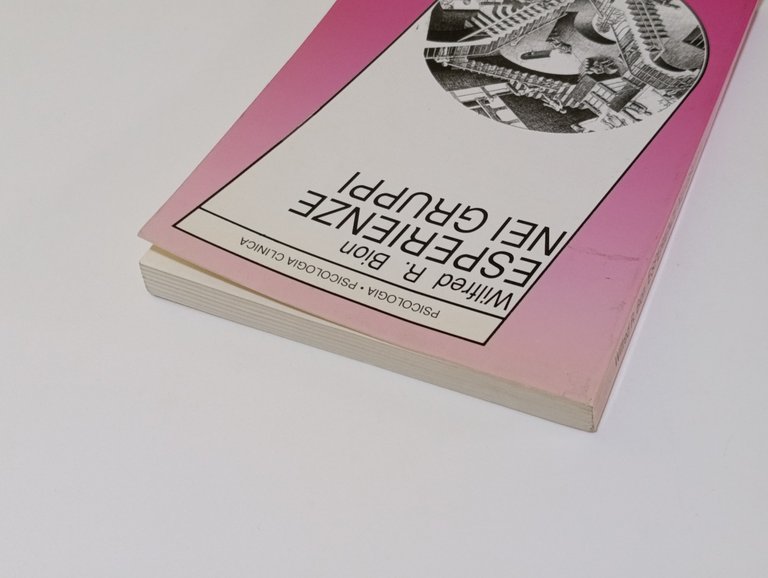 PSICOLOGIA • PSICOLOGIA CLINICA
Wilfred R. Bion
ESPERIENZE
NEI GRUPPI